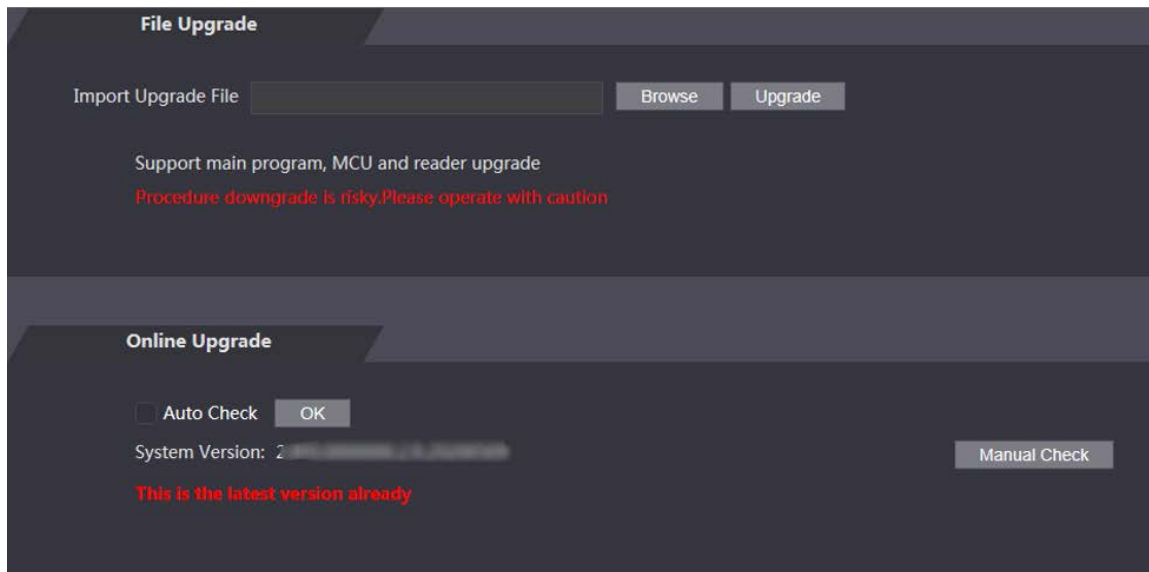 File Upgrade
Import Upgrade File Browse Upgrade
Support main program, MCU and reader upgrade
Procedure downgrade is risky.Please operate with caution
Online Upgrade
Auto Check OK
System Version: 2
Manual Check
This is the latest version already